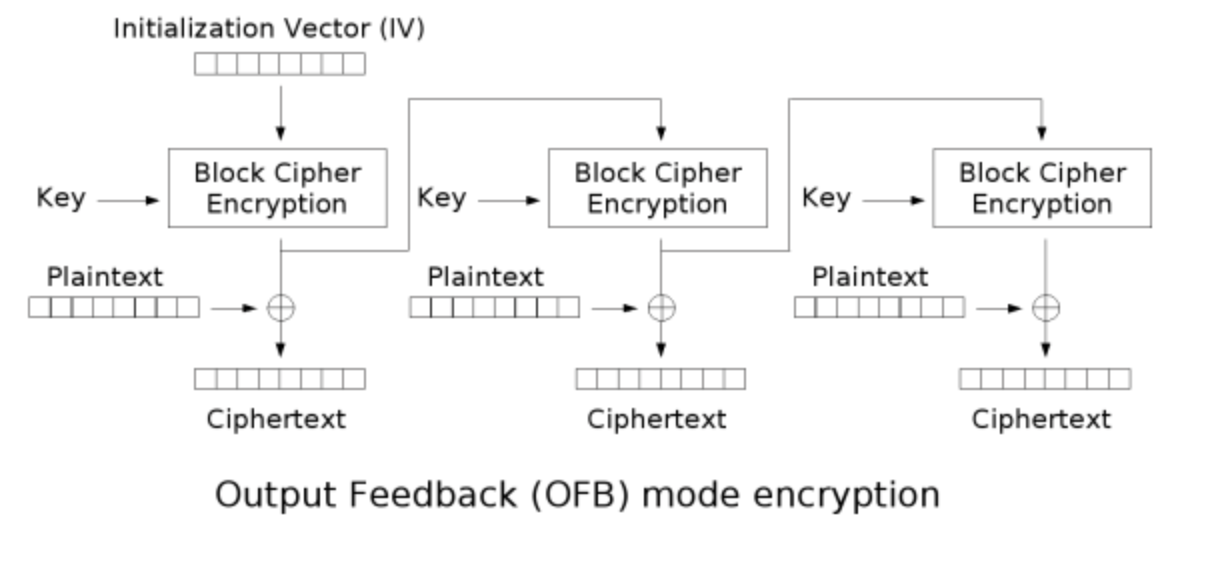 Initialization Vector (IV)
Key
Block Cipher
Encryption
Key
Block Cipher
Encryption
Key
Block Cipher
Encryption
Plaintext
Plaintext
Plaintext
Ciphertext
Ciphertext
Ciphertext
Output Feedback (OFB) mode encryption